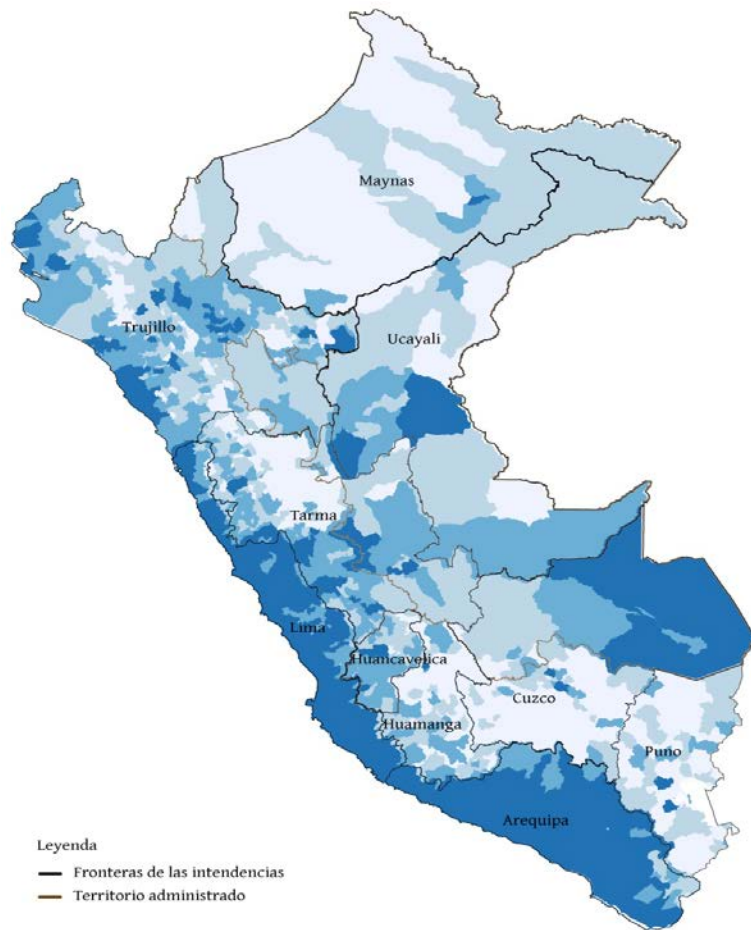 Maynas
Trujillo
Ucayali
Tarma
Lima
Huancavelica
Cuzco
Huamanga
Puno
Arequipa
Leyenda
Fronteras de las intendencias
Territorio administrado